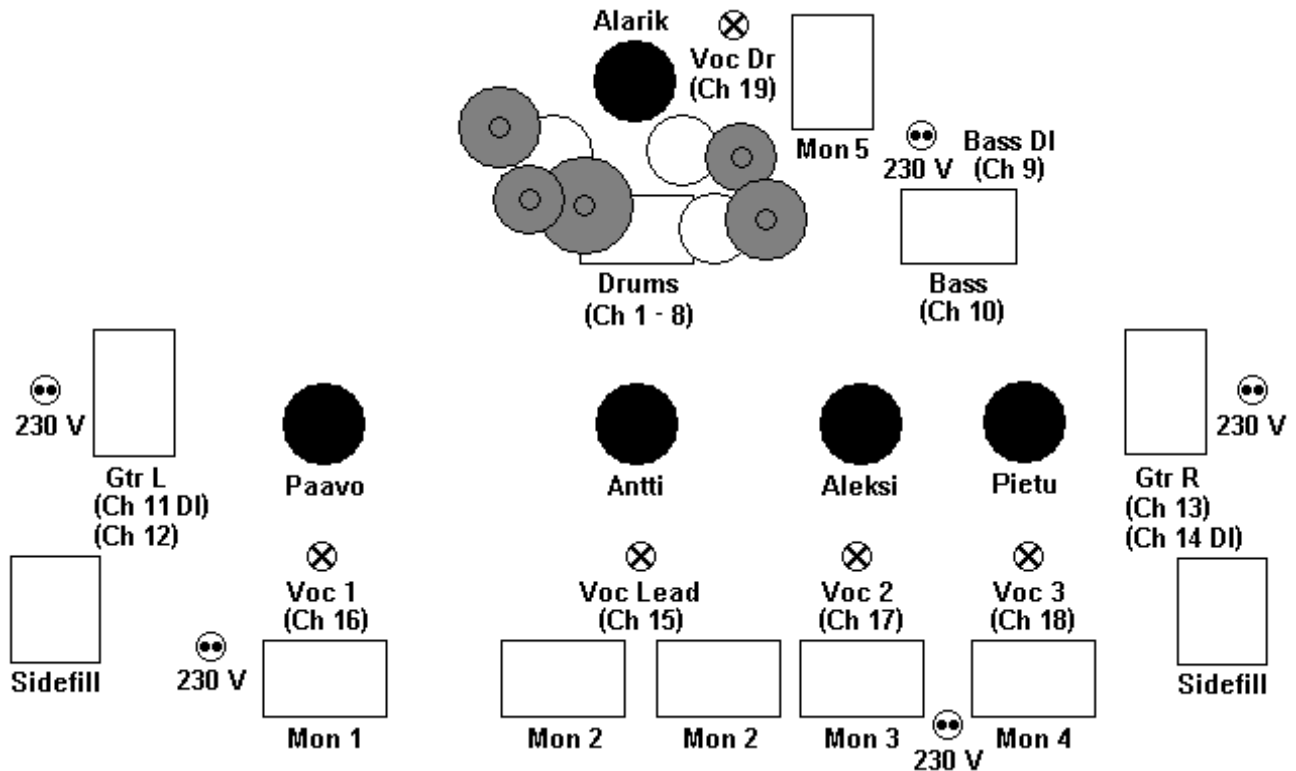 Alarik
Voc Dr
(Ch 19)
Mon 5
230 V
Bass DI
(Ch 9)
Drums
(Ch 1 - 8)
Bass
(Ch 10)
230 V
Gtr L
(Ch 11 DI)
(Ch 12)
Paavo
Antti
Aleksi
Pietu
Gtr R
(Ch 13)
(Ch 14 DI)
230 V
Sidefill
230 V
Voc 1
(Ch 16)
Voc Lead
(Ch 15)
Voc 2
(Ch 17)
Voc 3
(Ch 18)
Sidefill
Mon 1
Mon 2
Mon 2
Mon 3
230 V
Mon 4